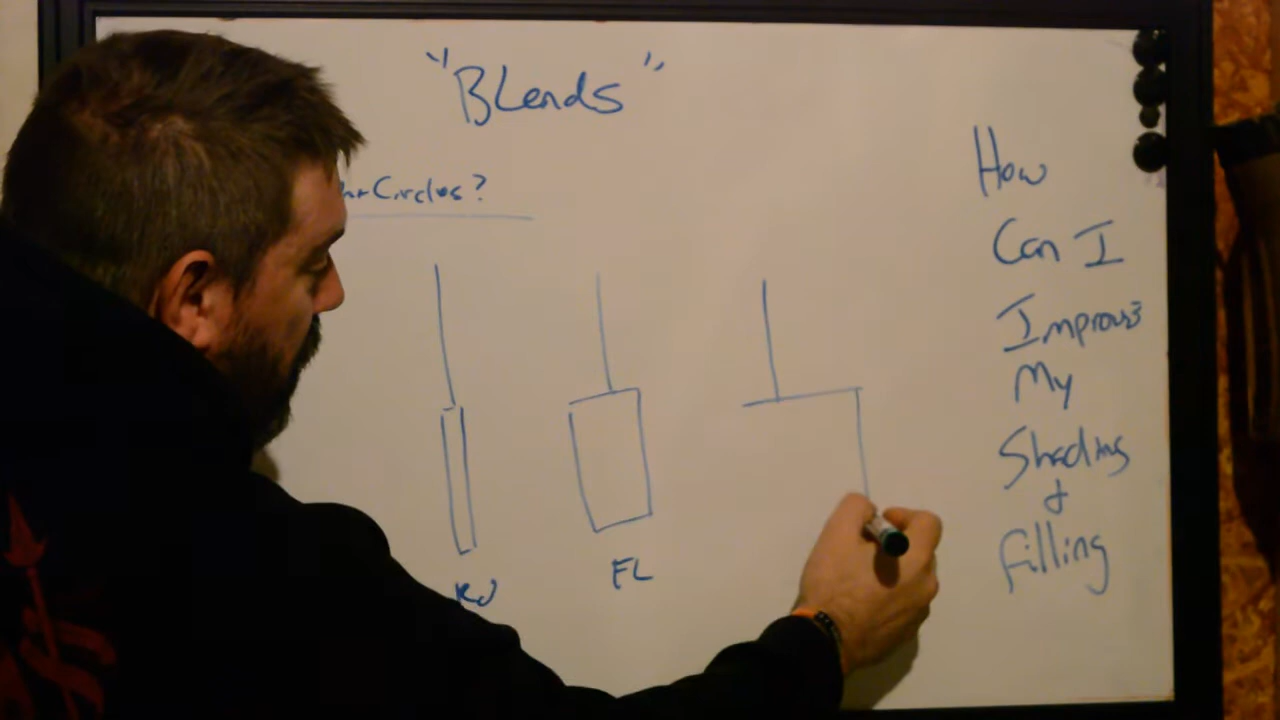 "Blends"
Circles?
FL
How
Can I
Improve
My
Shading
&
Filling